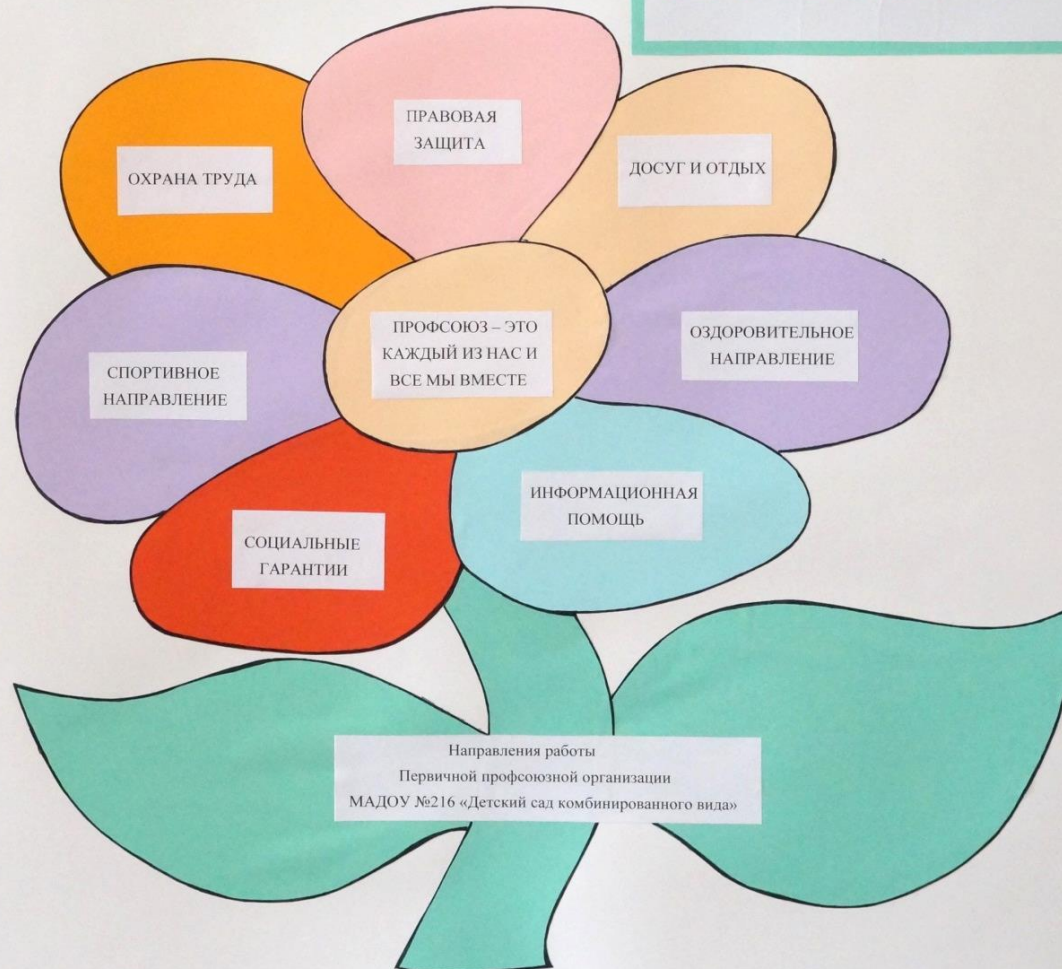 ПРАВОВАЯ
ЗАЩИТА
ОХРАНА ТРУДА
ДОСУГ И ОТДЫХ
ПРОФСОЮЗ – ЭТО
КАЖДЫЙ ИЗ НАС И
ВСЕ МЫ ВМЕСТЕ
ОЗДОРОВИТЕЛЬНОЕ
НАПРАВЛЕНИЕ
СПОРТИВНОЕ
НАПРАВЛЕНИЕ
ИНФОРМАЦИОННАЯ
ПОМОЩЬ
СОЦИАЛЬНЫЕ
ГАРАНТИИ
Направления работы
Первичной профсоюзной организации
МАДОУ №216 «Детский сад комбинированного вида»